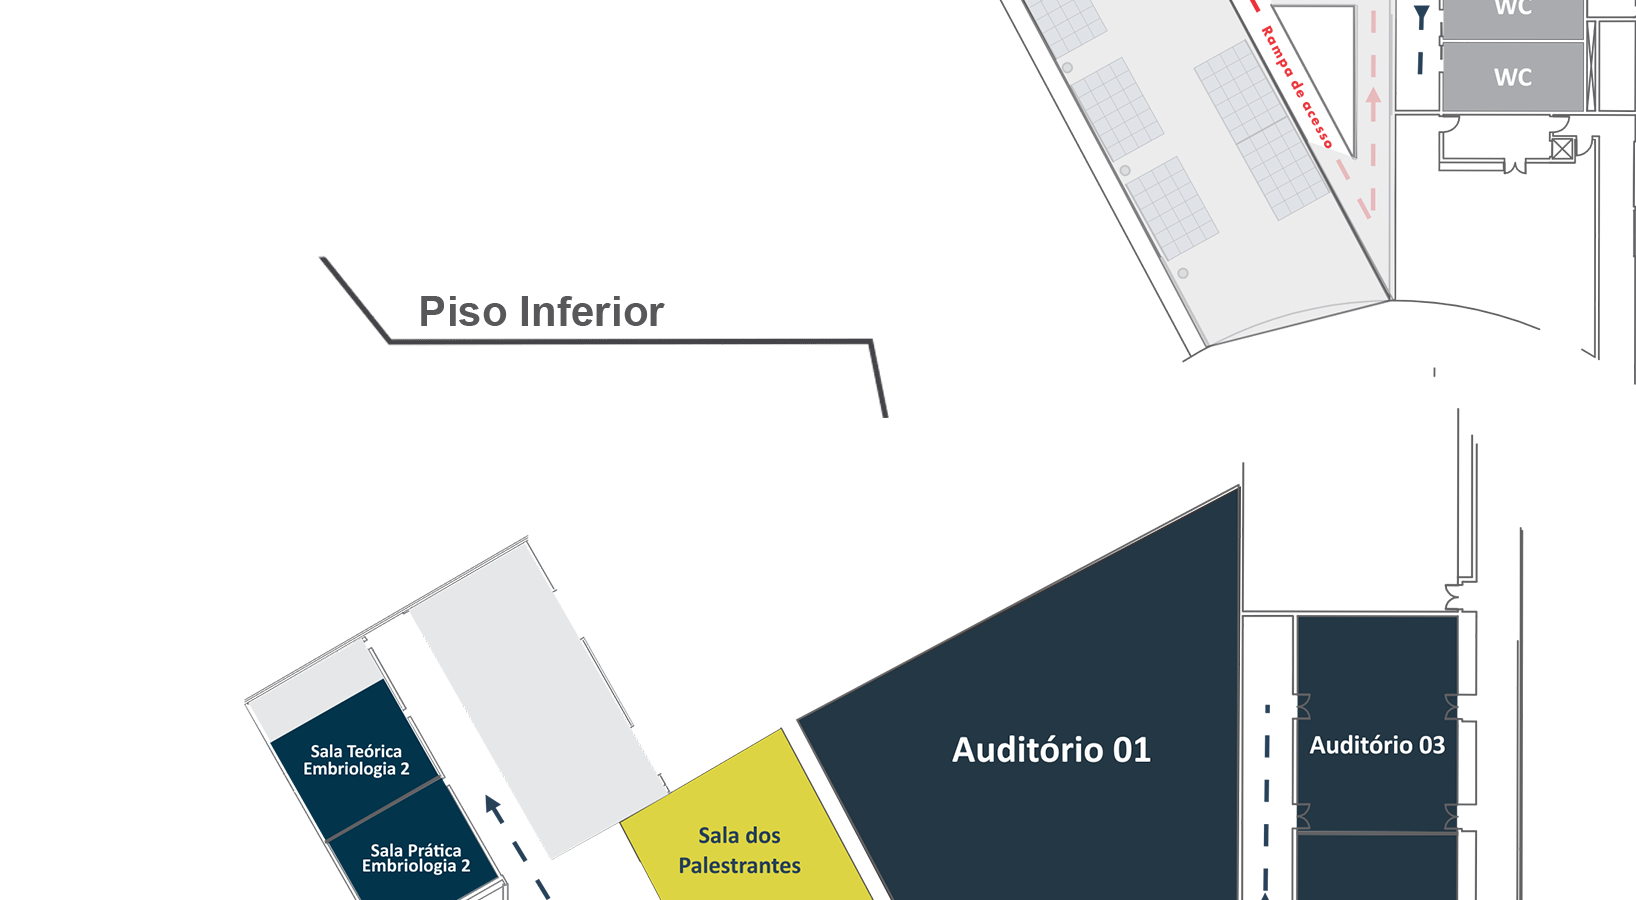 WC
WC
Rampa de acesso
Piso Inferior
Auditório 01
Auditório 03
Sala Teórica
Embriologia 2
Sala dos
Palestrantes
Sala Prática
Embriologia 2